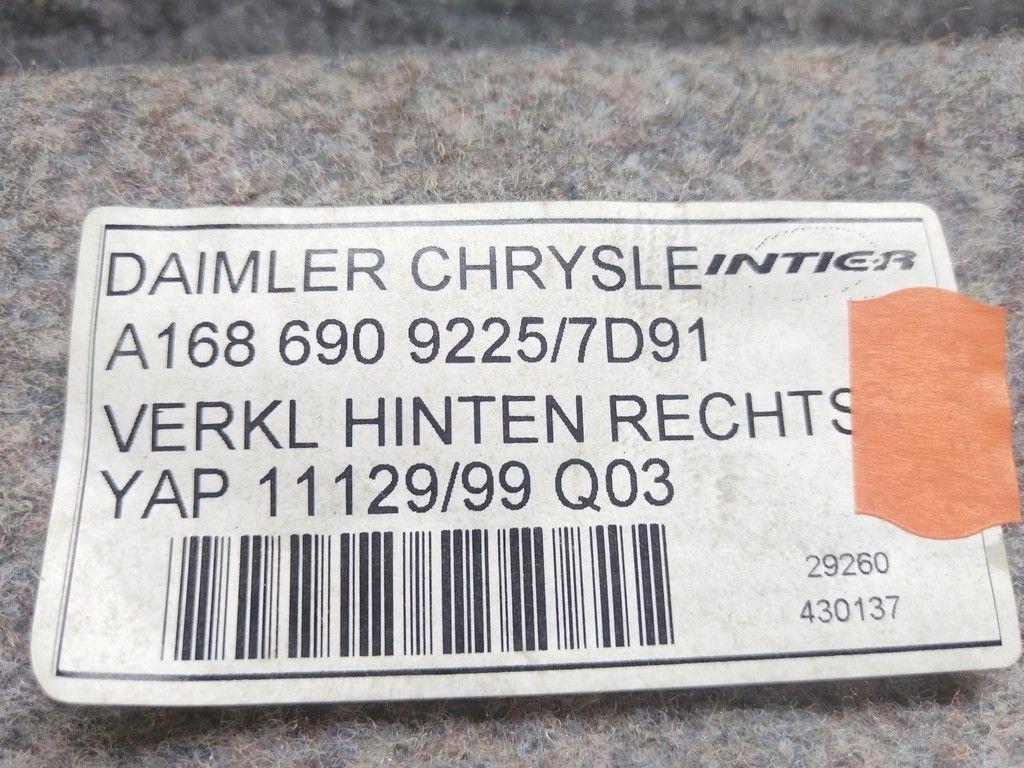 DAIMLER CHRYSLE INTIER
A168 690 9225/7D91
VERKL HINTEN RECHTS
YAP 11129/99 Q03
29260
430137